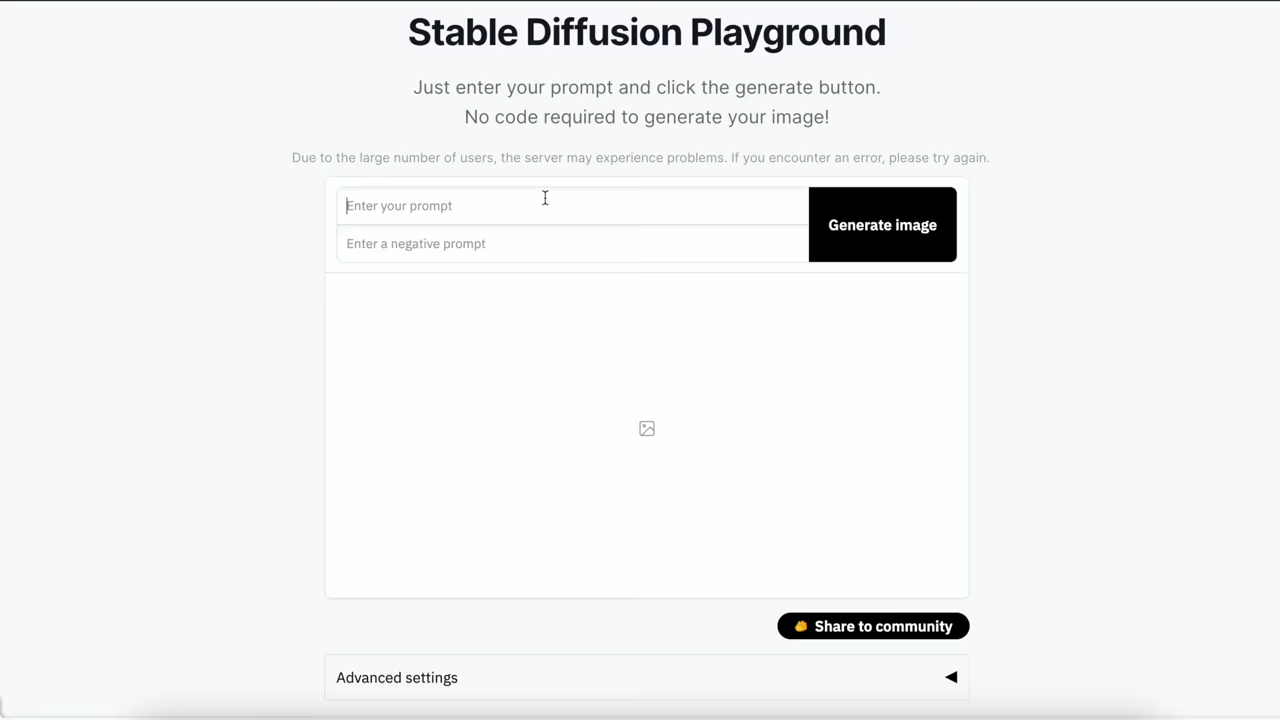 Stable Diffusion Playground
Just enter your prompt and click the generate button.
No code required to generate your image!
Due to the large number of users, the server may experience problems. If you encounter an error, please try again.
Enter your prompt
Enter a negative prompt
Generate image
Share to community
Advanced settings